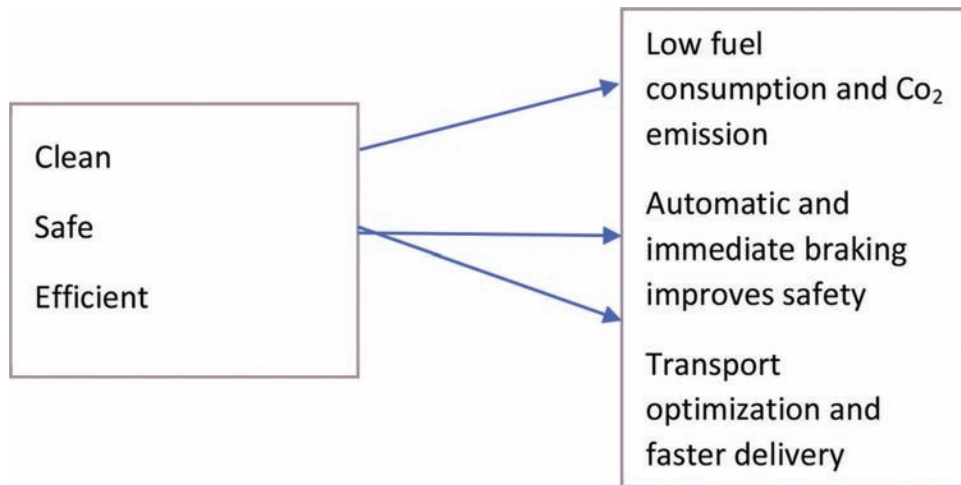 Clean
Safe
Efficient
Low fuel
consumption and Co₂
emission
Automatic and
immediate braking
improves safety
Transport
optimization and
faster delivery